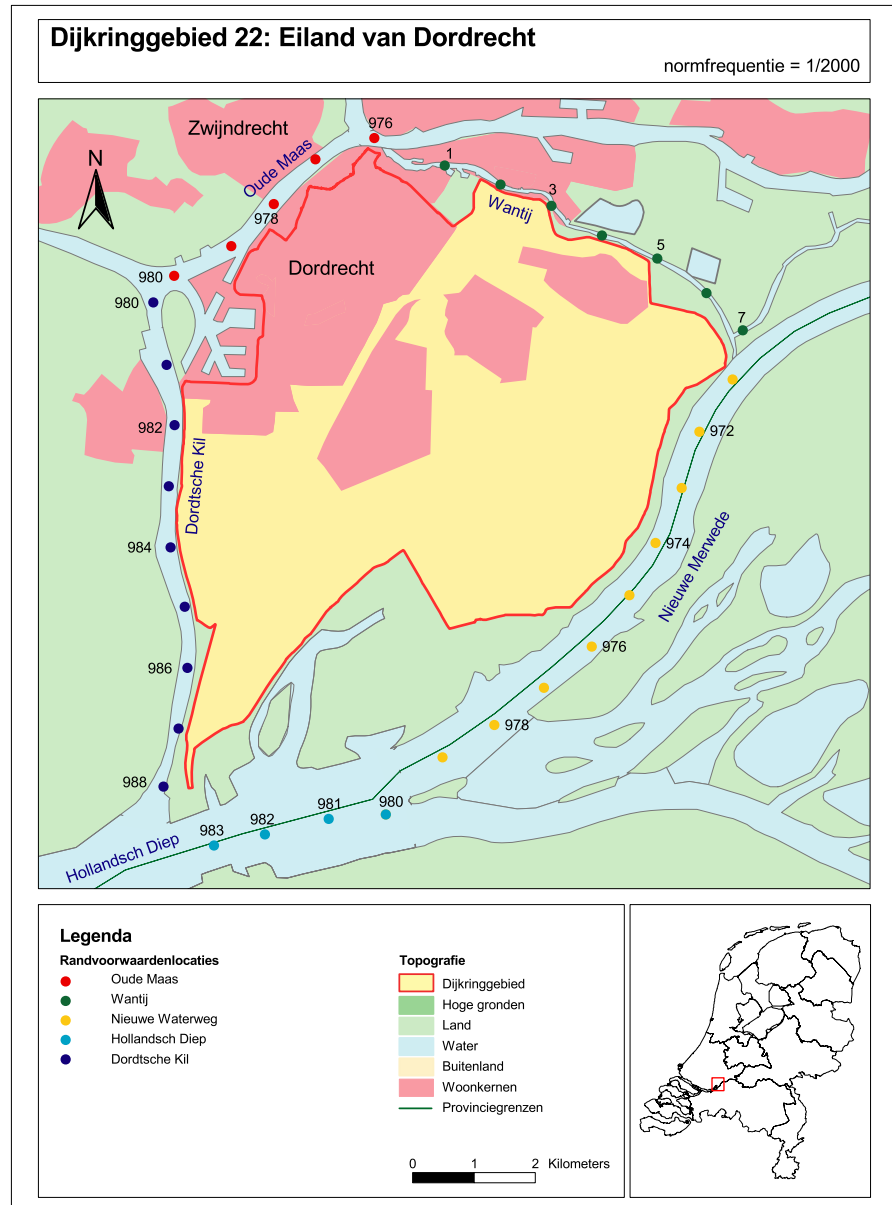 Dijkringgebied 22: Eiland van Dordrecht
normfrequentie = 1/2000
976
Zwijndrecht
1
Oude Maas
N
3
Wantij
978
5
Dordrecht
980
980
7
982
972
Dordtsche Kil
984
974
Nieuwe Merwede
976
986
978
988
980
981
982
983
Hollandsch Diep
Legenda
Randvoorwaardenlocaties
Oude Maas
Wantij
Nieuwe Waterweg
Hollandsch Diep
Dordtsche Kil
Topografie
Dijkringgebied
Hoge gronden
Land
Water
Buitenland
Woonkernen
Provinciegrenzen
0 1 2 Kilometers